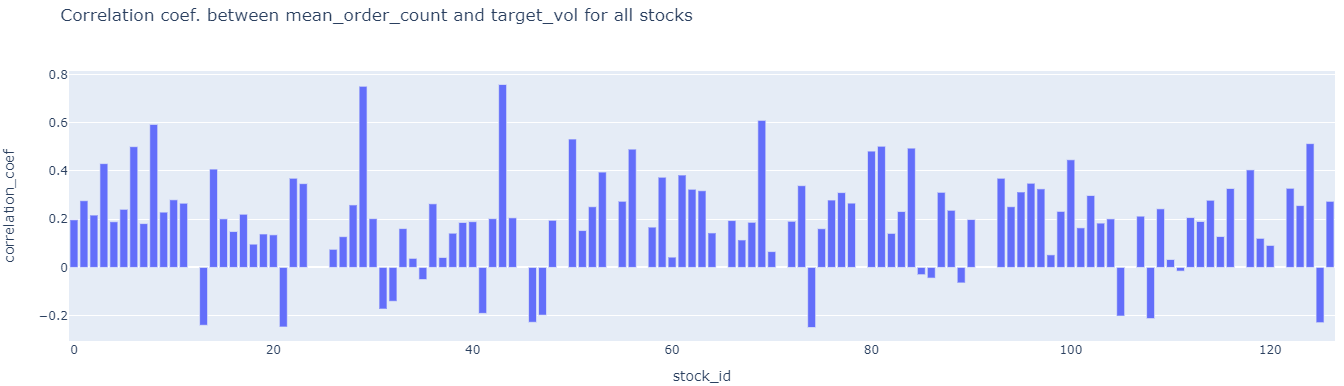 Correlation coef. between mean_order_count and target_vol for all stocks
0.8
0.6
0.4
0.2
0
−0.2
correlation_coef
0 20 40 60 80 100 120
stock_id